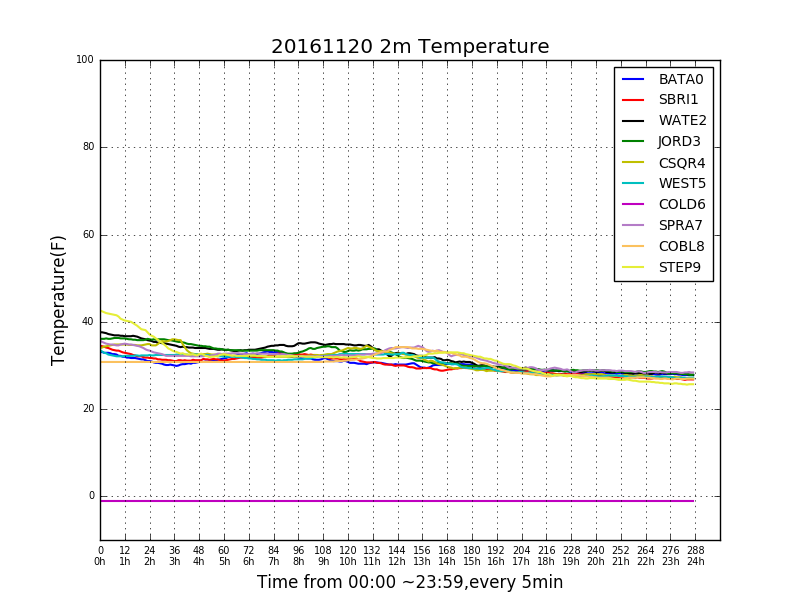 20161120 2m Temperature
100
80
60
40
20
0
Temperature(F)
BATA0
SBRI1
WATE2
JORD3
CSQR4
WEST5
COLD6
SPRA7
COBL8
STEP9
0 12 24 36 48 60 72 84 96 108 120 132 144 156 168 180 192 204 216 228 240 252 264 276 288
0h 1h 2h 3h 4h 5h 6h 7h 8h 9h 10h 11h 12h 13h 14h 15h 16h 17h 18h 19h 20h 21h 22h 23h 24h
Time from 00:00 ~23:59,every 5min